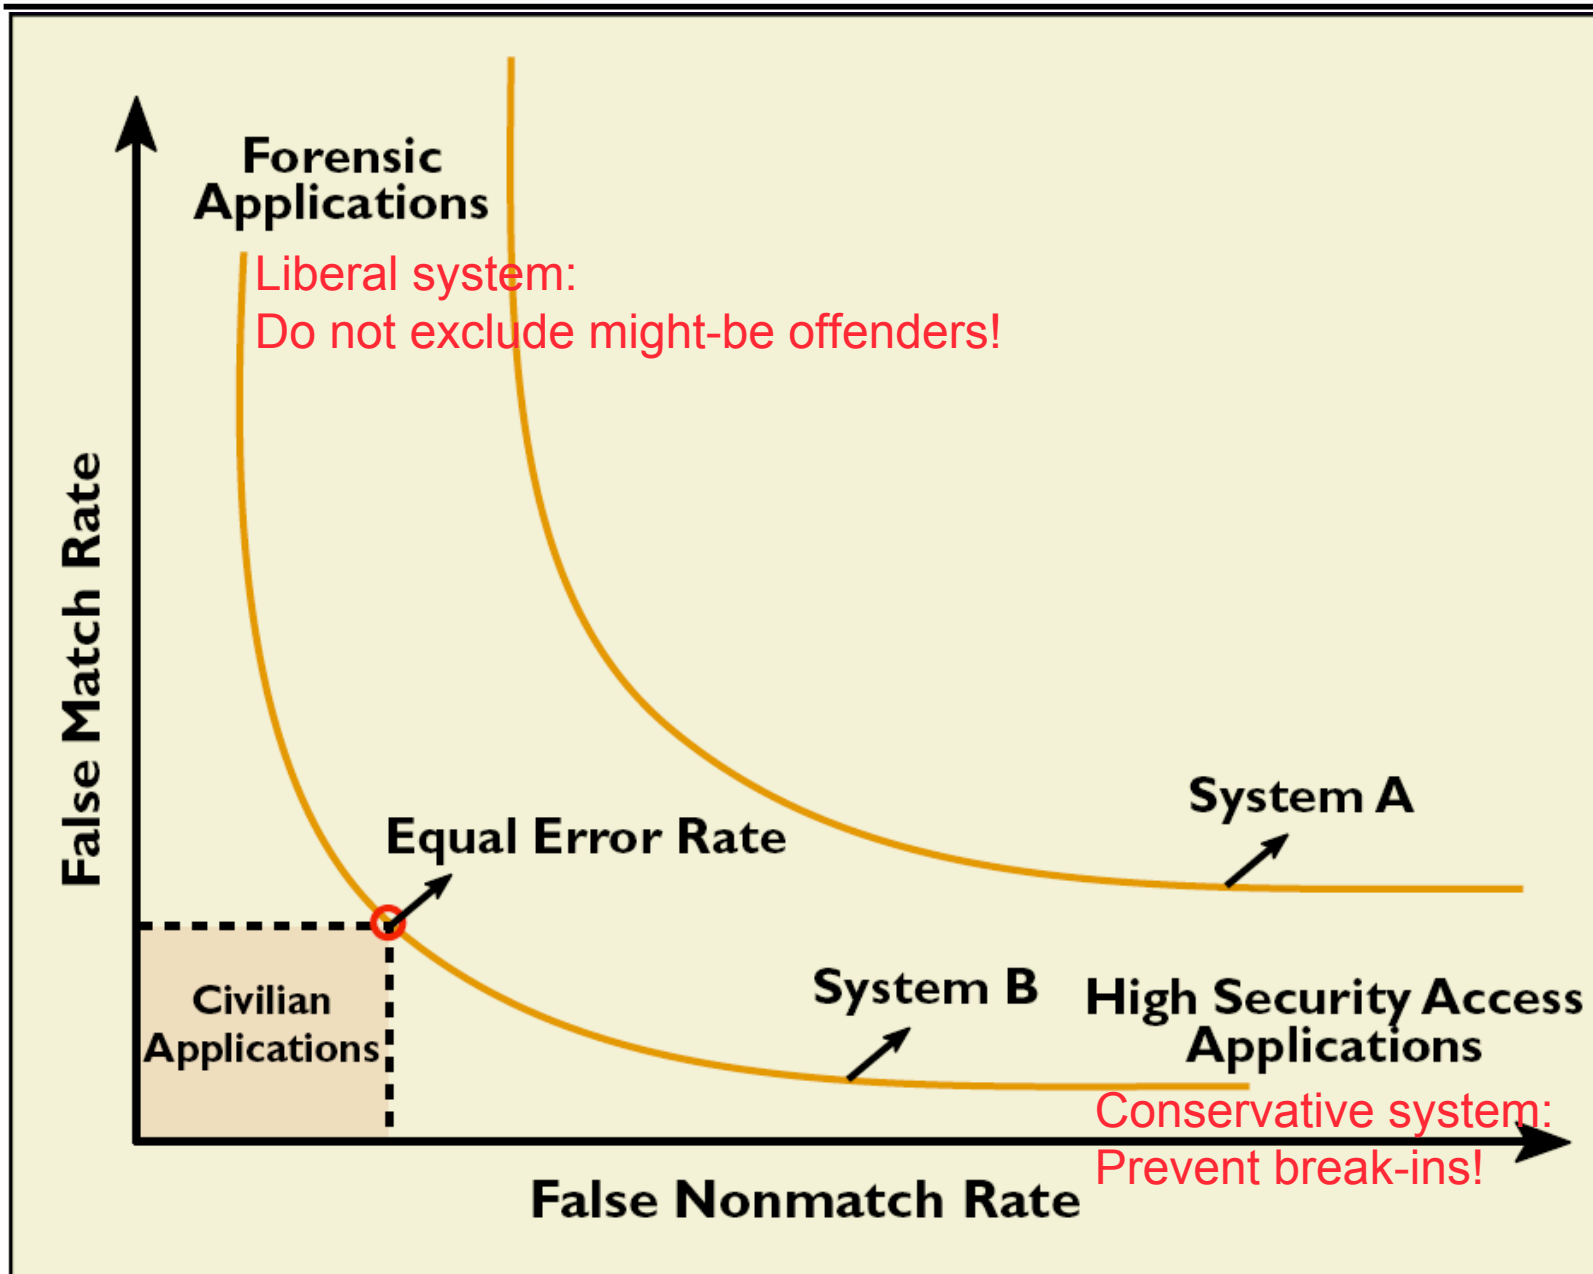 Forensic
Applications
Liberal system:
Do not exclude might-be offenders!
False Match Rate
System A
Equal Error Rate
Civilian
Applications
System B
High Security Access
Applications
Conservative system:
Prevent break-ins!
False Nonmatch Rate